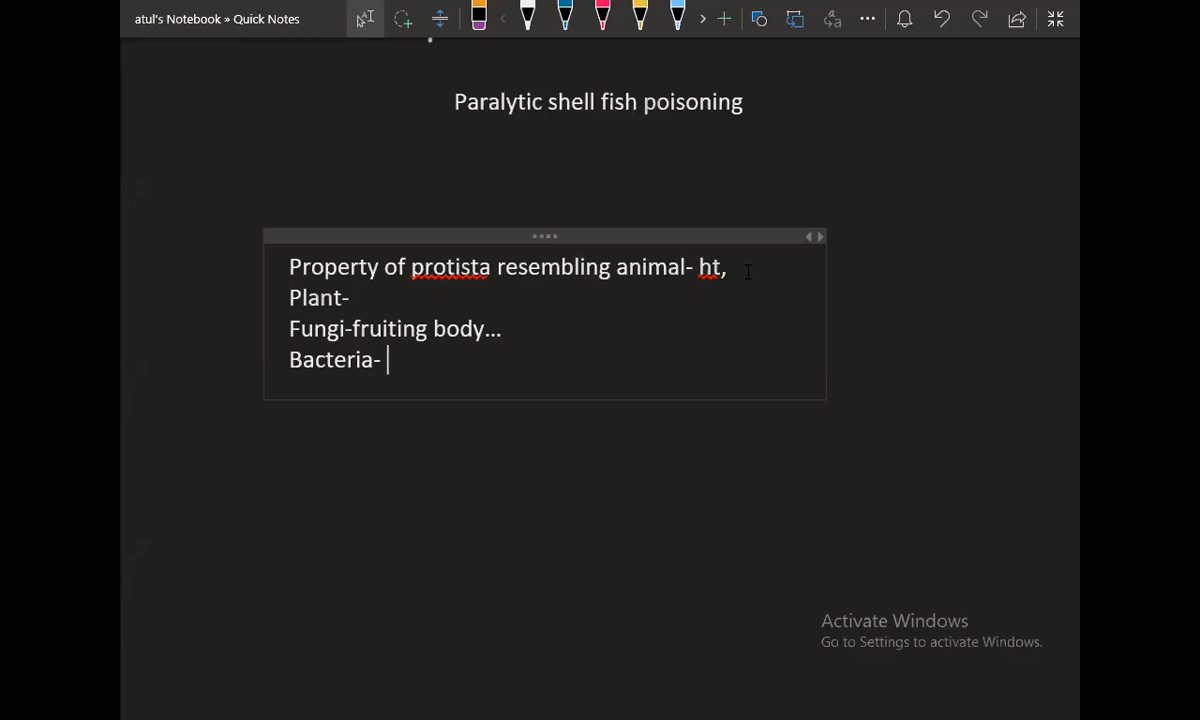 atul's Notebook » Quick Notes
Paralytic shell fish poisoning
Property of protista resembling animal- ht,
Plant-
Fungi-fruiting body...
Bacteria-
Activate Windows
Go to Settings to activate Windows.